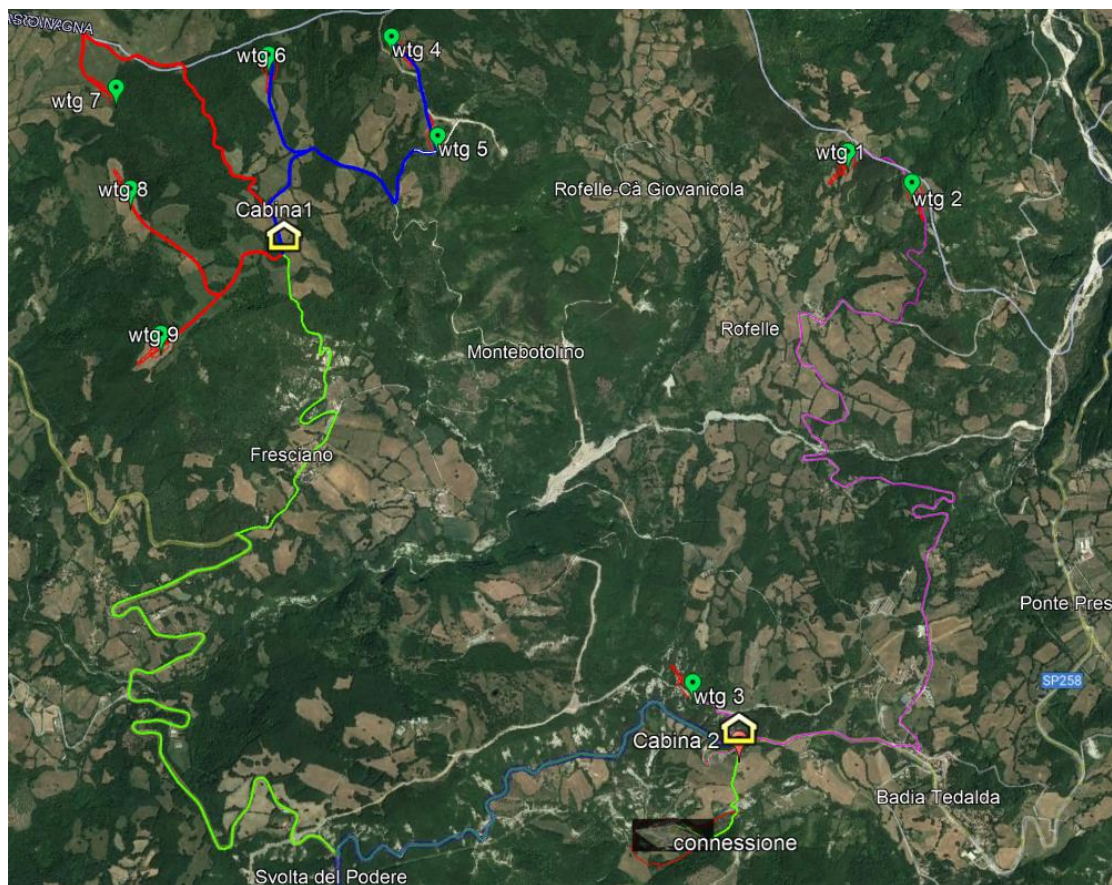 wtg 4
wtg 6
wtg 7
wtg 5
wtg 1
wtg 8
Rofelle-Cà Giovanicola
wtg 2
Cabina1
Rofelle
wtg 9
Montebotolino
Fresciano
Ponte Pres
SP258
wtg 3
Cabina 2
Badia Tedalda
connessione
Svolta del Podere